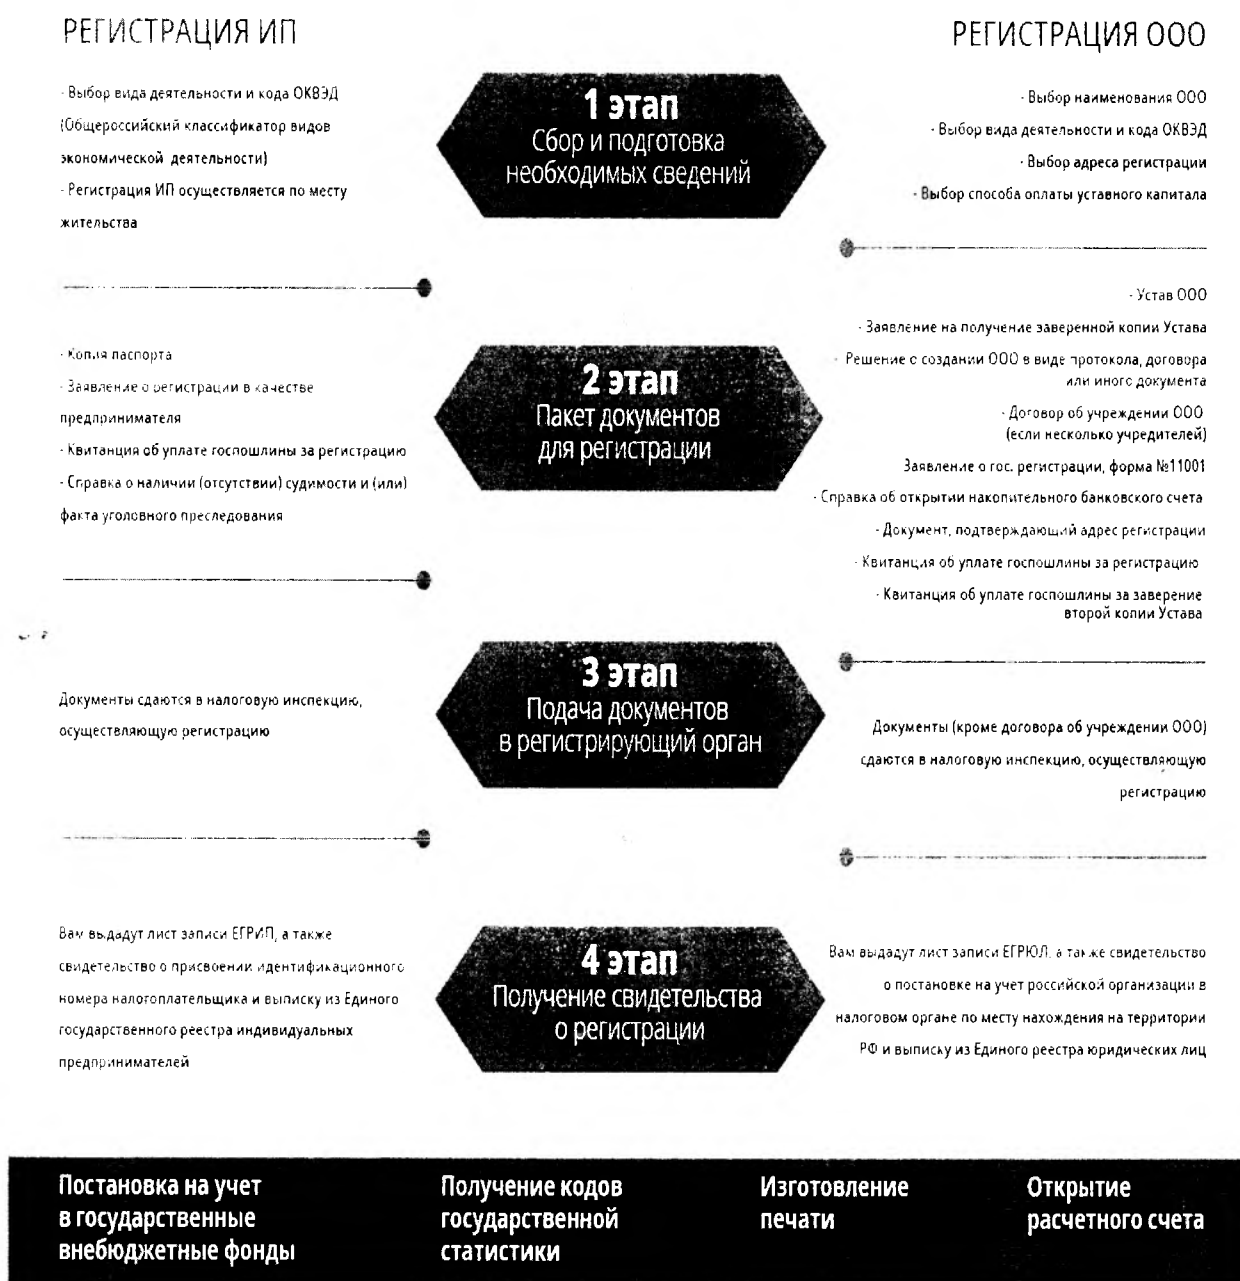 РЕГИСТРАЦИЯ ИП
РЕГИСТРАЦИЯ ООО
1 этап
Сбор и подготовка
необходимых сведений
- Выбор вида деятельности и кода ОКВЭД
(Общероссийский классификатор видов
экономической деятельности)
- Регистрация ИП осуществляется по месту
жительства
- Выбор наименования ООО
- Выбор вида деятельности и кода ОКВЭД
- Выбор адреса регистрации
- Выбор способа оплаты уставного капитала
2 этап
Пакет документов
для регистрации
- Копия паспорта
- Заявление о регистрации в качестве
предпринимателя
- Квитанция об уплате госпошлины за регистрацию
- Справка о наличии (отсутствии) судимости и (или)
факта уголовного преследования
- Устав ООО
- Заявление на получение заверенной копии Устава
- Решение о создании ООО в виде протокола, договора
или иного документа
- Договор об учреждении ООО
(если несколько учредителей)
Заявление о гос. регистрации, форма №11001
- Справка об открытии накопительного банковского счета
- Документ, подтверждающий адрес регистрации
- Квитанция об уплате госпошлины за регистрацию
- Квитанция об уплате госпошлины за заверение
второй копии Устава
3 этап
Подача документов
в регистрирующий орган
Документы сдаются в налоговую инспекцию,
осуществляющую регистрацию
Документы (кроме договора об учреждении ООО)
сдаются в налоговую инспекцию, осуществляющую
регистрацию
4 этап
Получение свидетельства
о регистрации
Вам выдадут лист записи ЕГРИП, а также
свидетельство о присвоении идентификационного
номера налогоплательщика и выписку из Единого
государственного реестра индивидуальных
предпринимателей
Вам выдадут лист записи ЕГРЮЛ, а также свидетельство
о постановке на учет российской организации в
налоговом органе по месту нахождения на территории
РФ и выписку из Единого реестра юридических лиц
Постановка на учет
в государственные
внебюджетные фонды
Получение кодов
государственной
статистики
Изготовление
печати
Открытие
расчетного счета